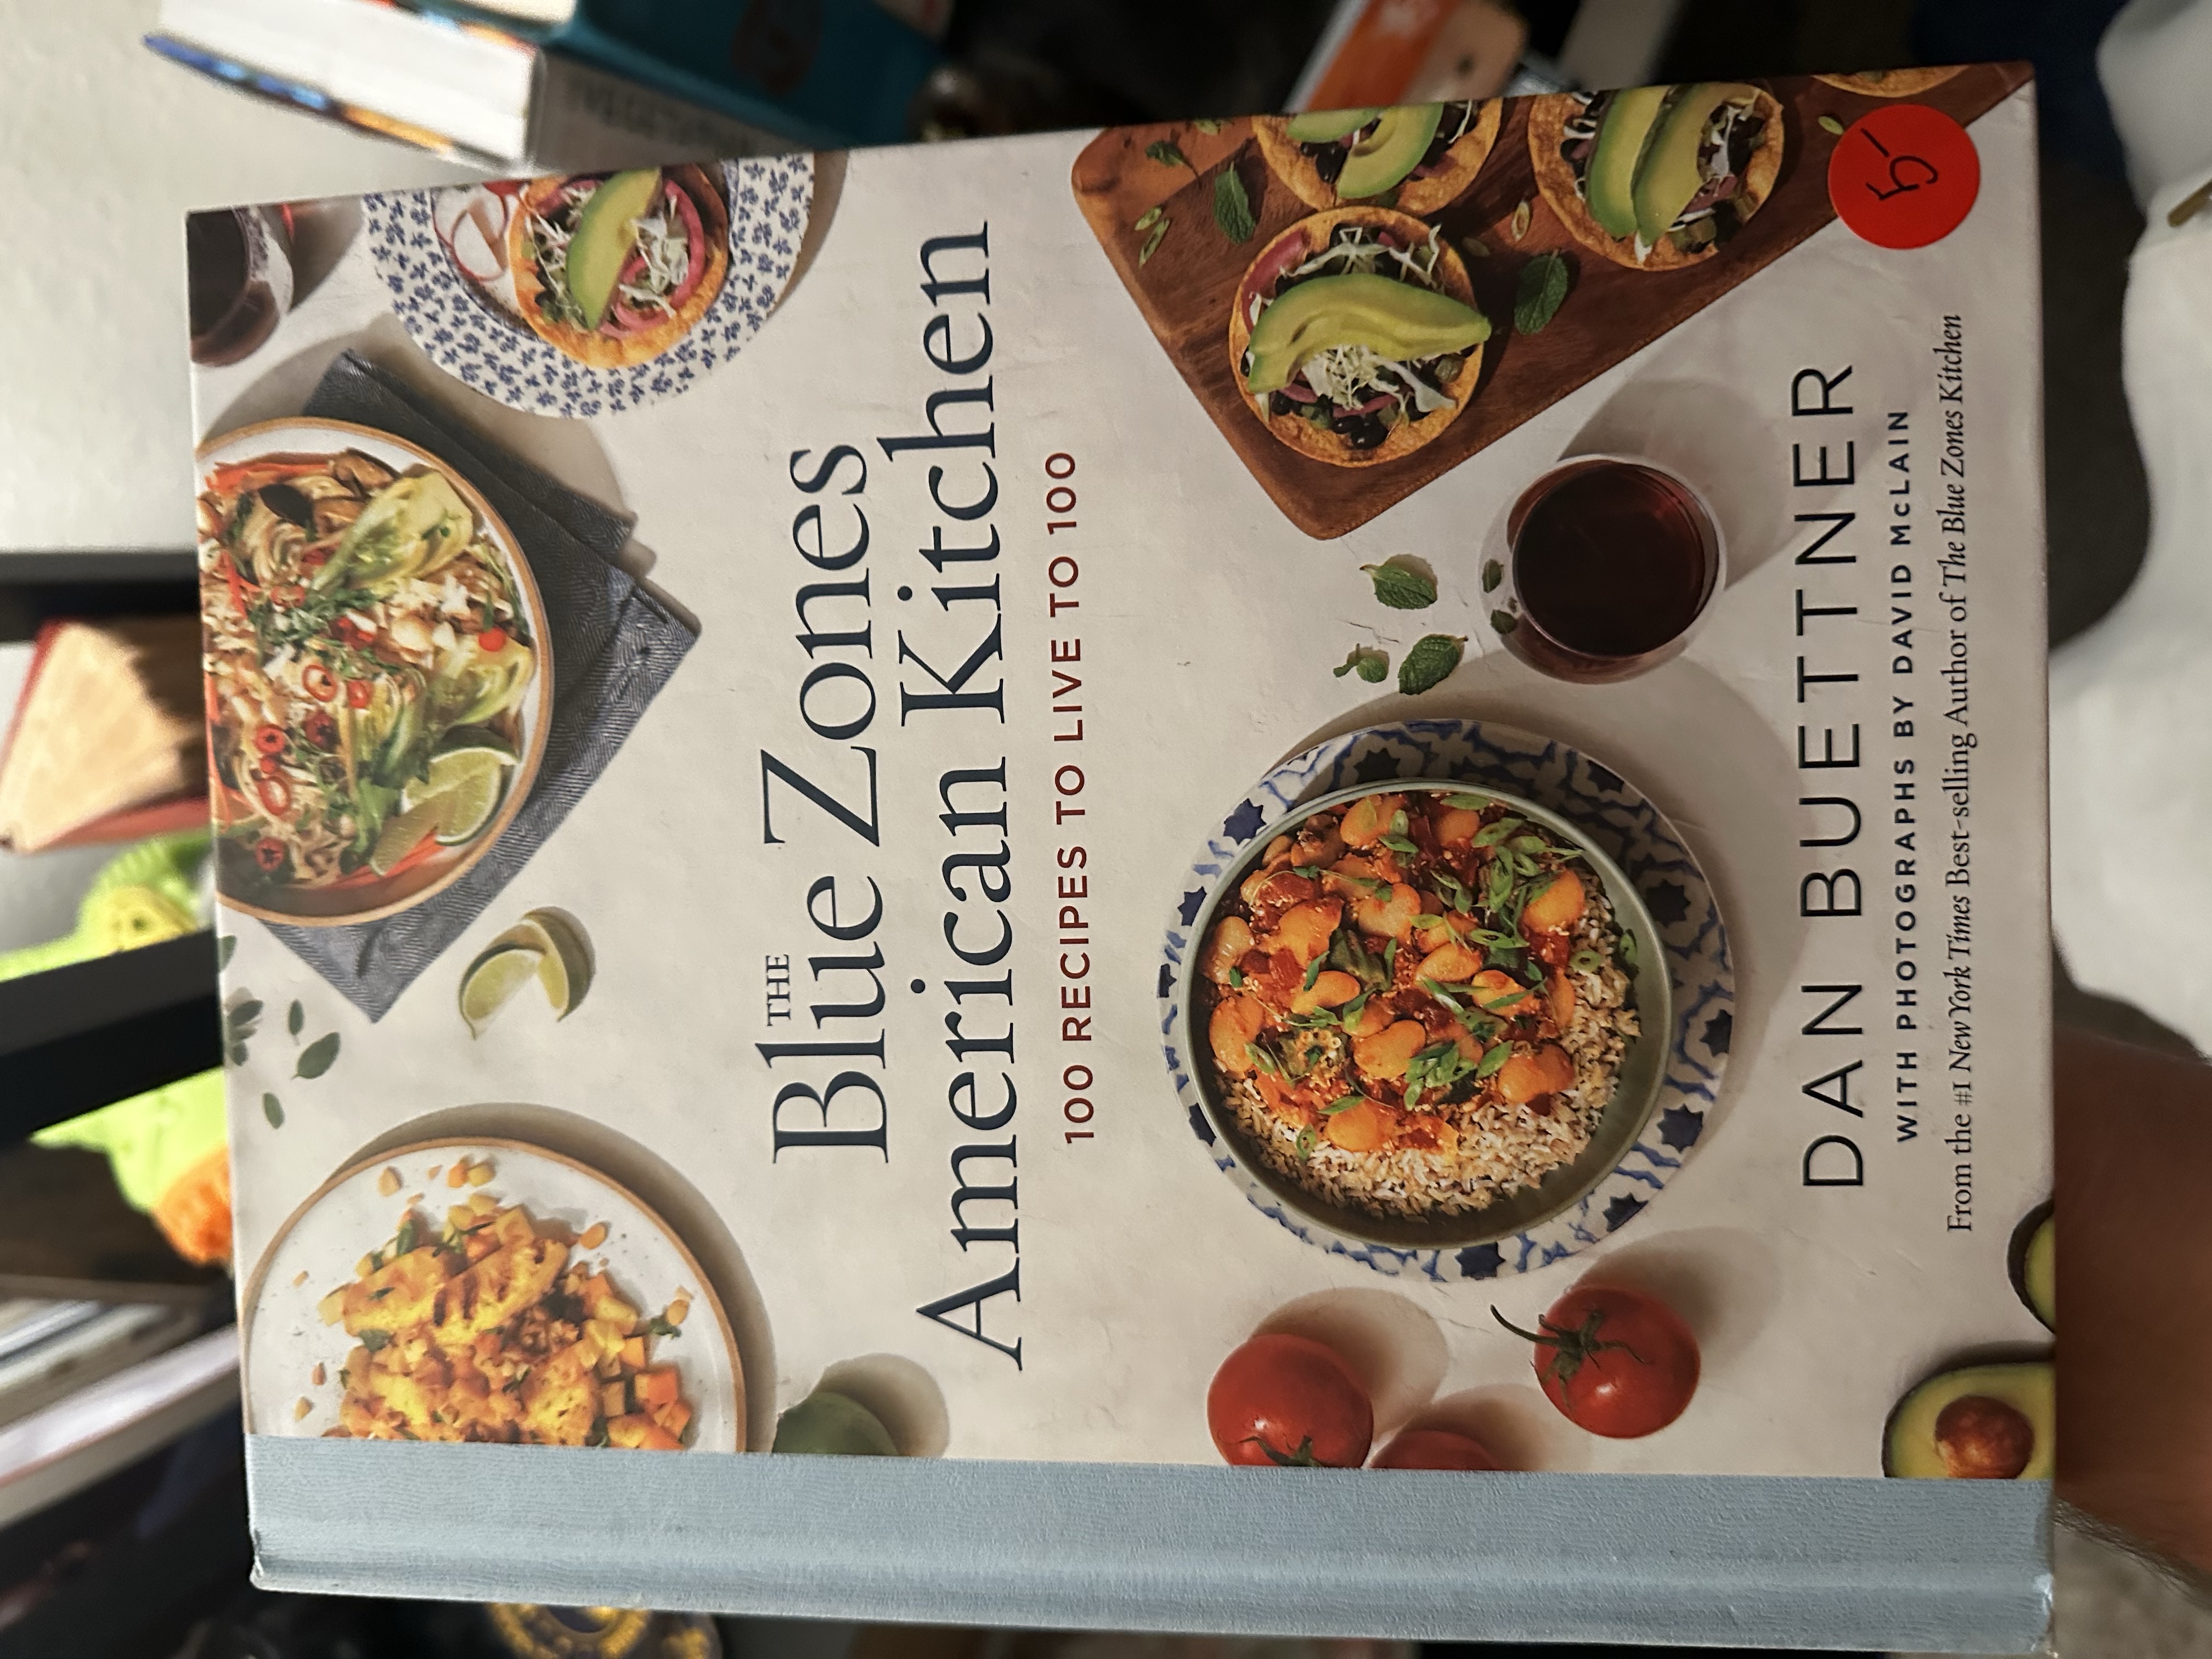 THE
Blue Zones
American Kitchen
100 RECIPES TO LIVE TO 100
DAN BUETTNER
WITH PHOTOGRAPHS BY DAVID McLAIN
From the #1 New York Times Best-selling Author of The Blue Zones Kitchen
5-